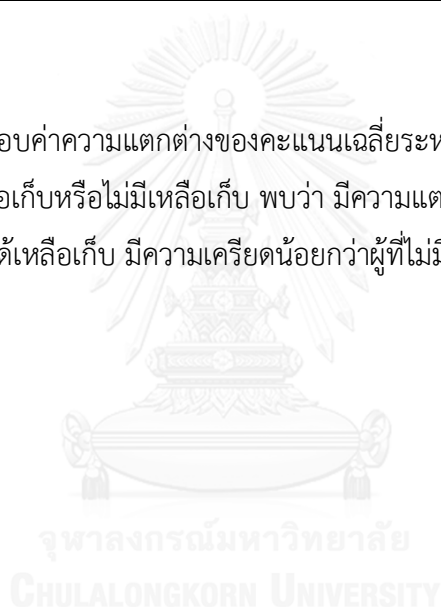 อบค่าความแตกต่างของคะแนนเฉลี่ยระห
อเก็บหรือไม่มีเหลือเก็บ พบว่า มีความแต
ด้เหลือเก็บ มีความเครียดน้อยกว่าผู้ที่ไม่มี
จุฬาลงกรณ์มหาวิทยาลัย
CHULALONGKORN UNIVERSITY